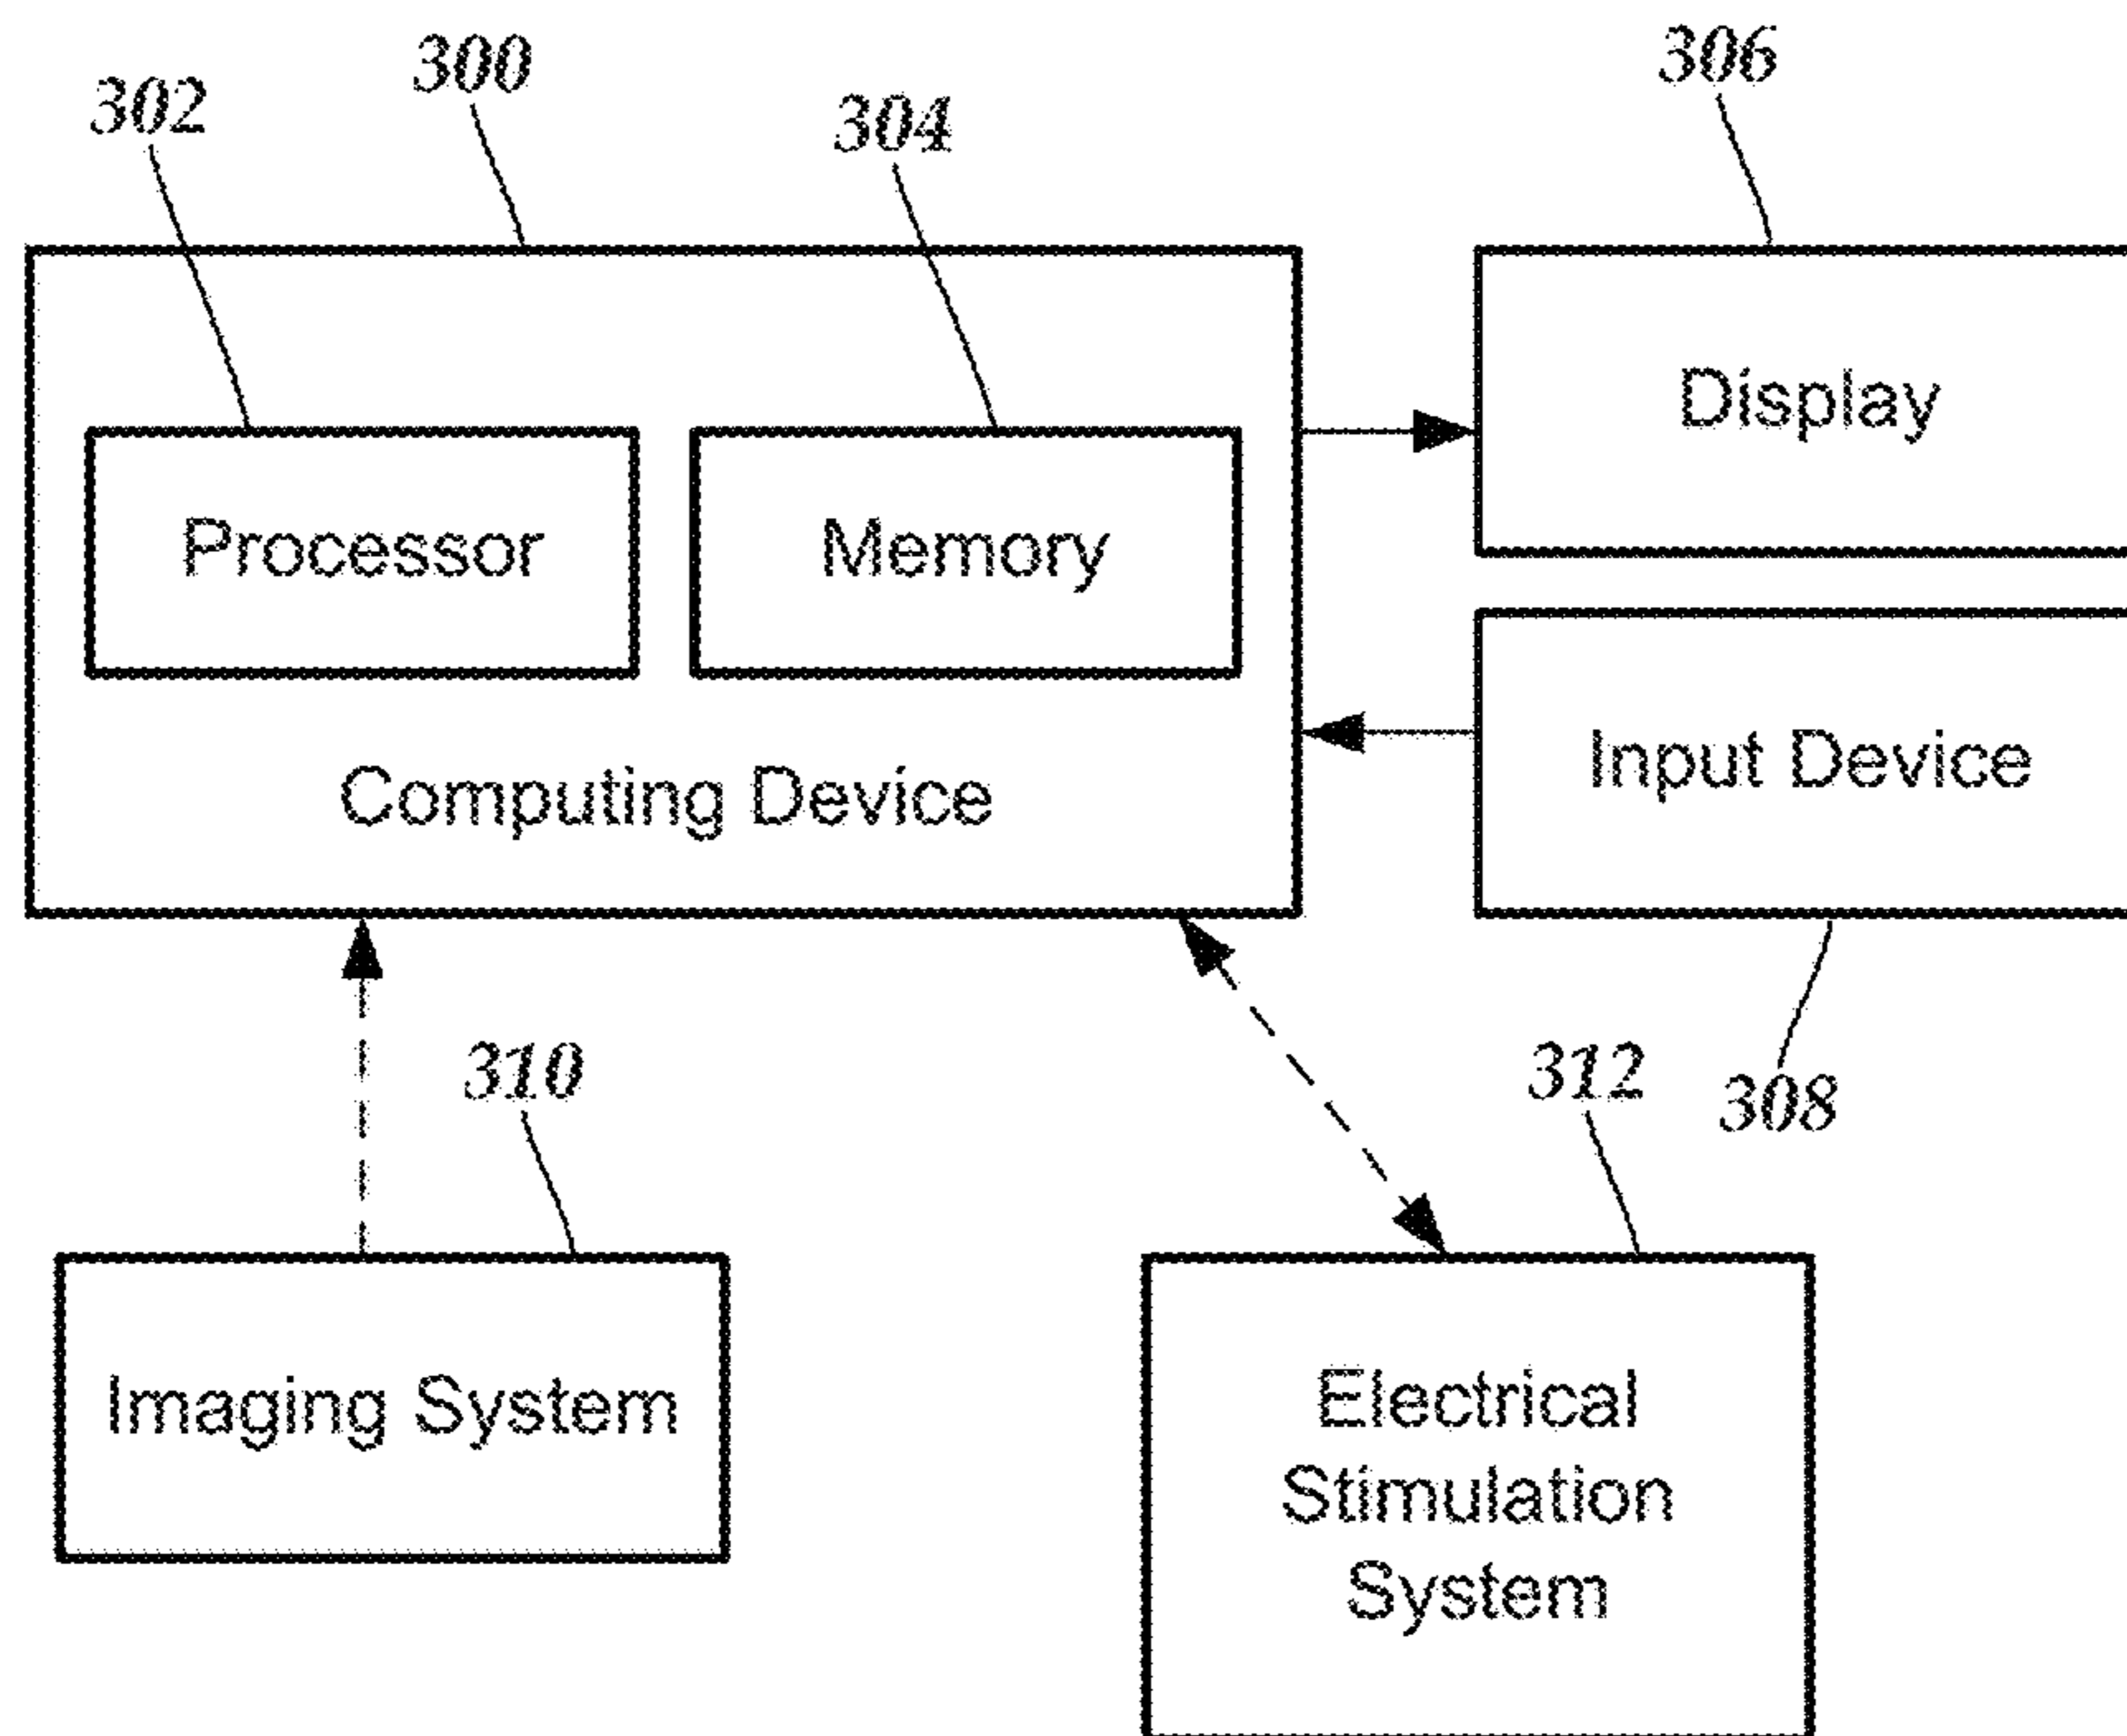 300
306
302
304
Display
Processor
Memory
Input Device
Computing Device
310
312
308
Imaging System
Electrical
Stimulation
System